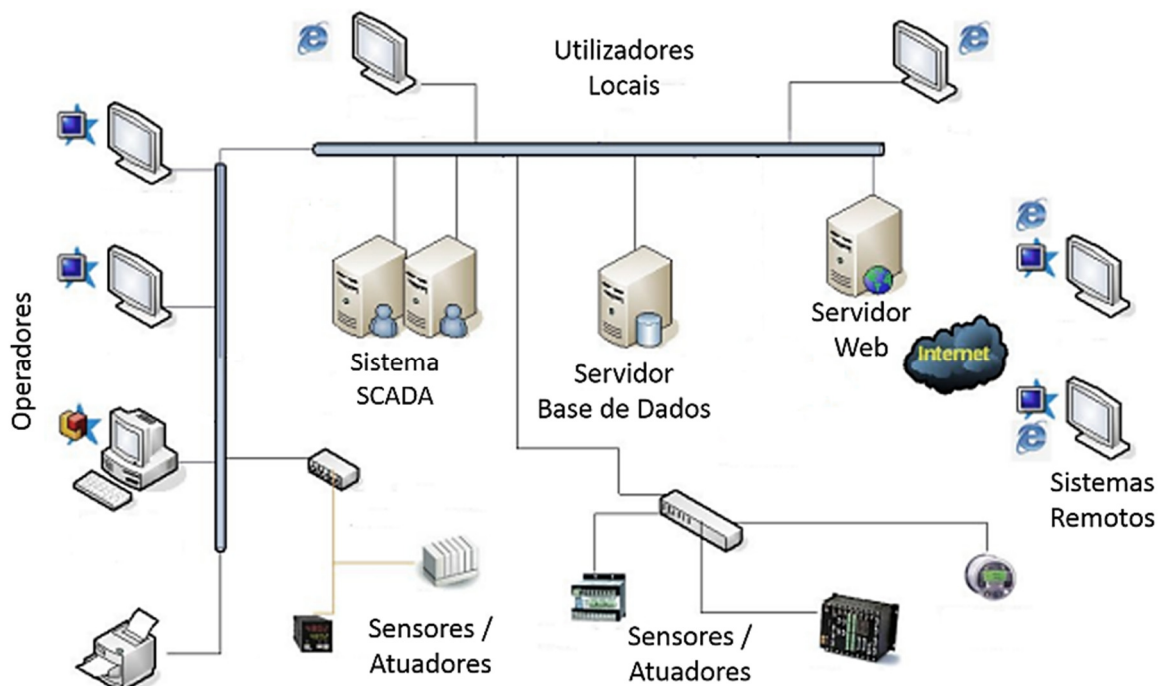 Utilizadores
Locais
Operadores
Sistema
SCADA
Servidor
Base de Dados
Servidor
Web
Internet
Sistemas
Remotos
Sensores /
Atuadores
Sensores /
Atuadores